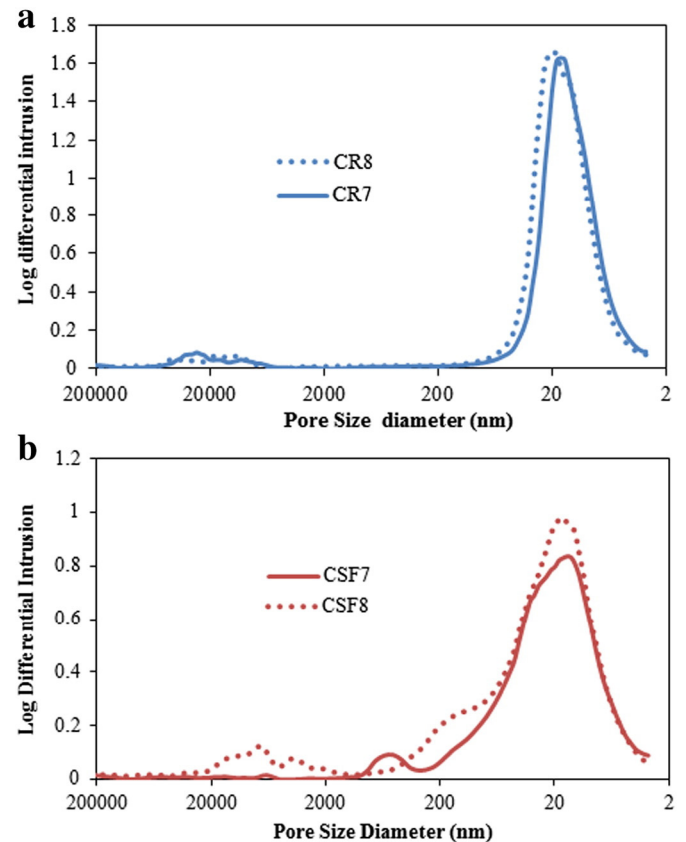 a
1.8
1.6
1.4
1.2
1
0.8
0.6
0.4
0.2
0
Log differential intrusion
CR8
CR7
200000 20000 2000 200 20 2
Pore Size diameter (nm)
b
1.2
1
0.8
0.6
0.4
0.2
0
Log Differential Intrusion
CSF7
CSF8
200000 20000 2000 200 20 2
Pore Size Diameter (nm)